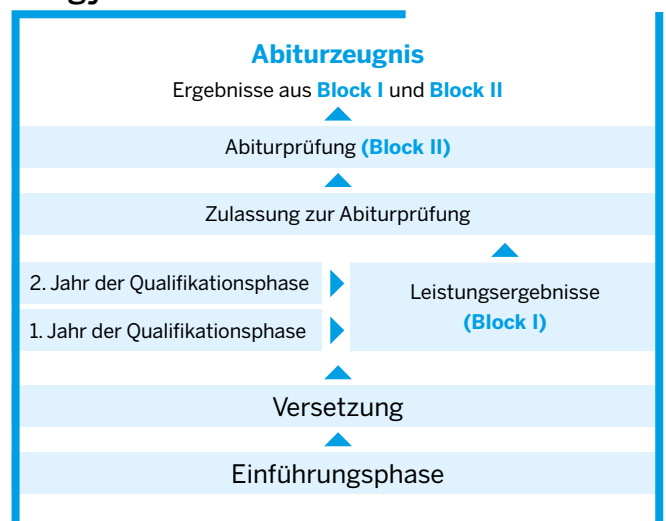 Abiturzeugnis
Ergebnisse aus Block I und Block II
Abiturprüfung (Block II)
Zulassung zur Abiturprüfung
2. Jahr der Qualifikationsphase
1. Jahr der Qualifikationsphase
Leistungsergebnisse
(Block I)
Versetzung
Einführungsphase